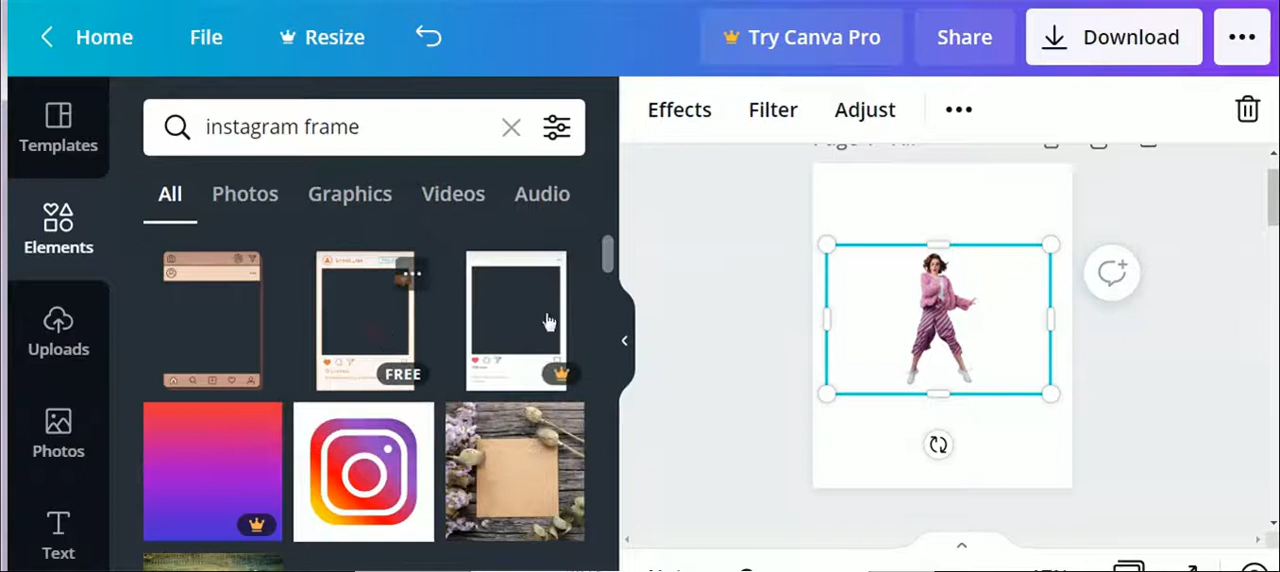 Home File Resize Try Canva Pro Share Download
Templates
Elements
Uploads
Photos
Text
instagram frame
All Photos Graphics Videos Audio
FREE
Effects Filter Adjust